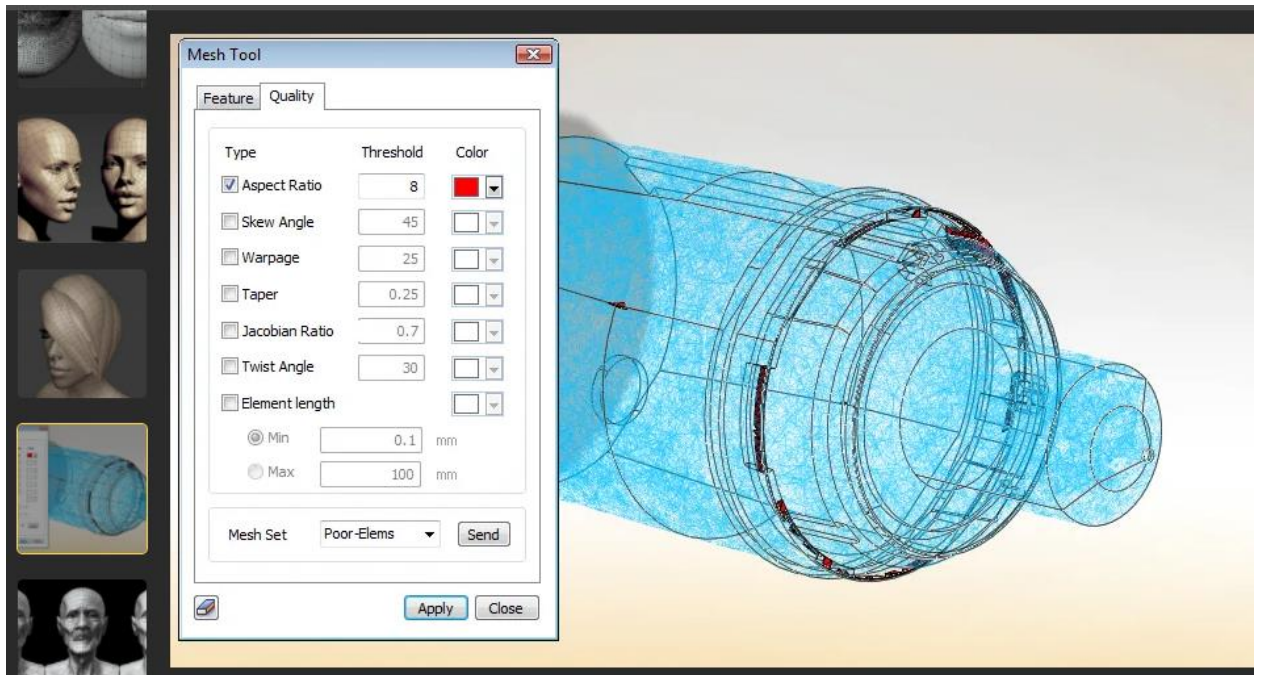 Mesh Tool
Feature Quality
Type Threshold Color
Aspect Ratio 8
Skew Angle 45
Warpage 25
Taper 0.25
Jacobian Ratio 0.7
Twist Angle 30
Element length
Min 0.1 mm
Max 100 mm
Mesh Set Poor-Elems Send
Apply Close